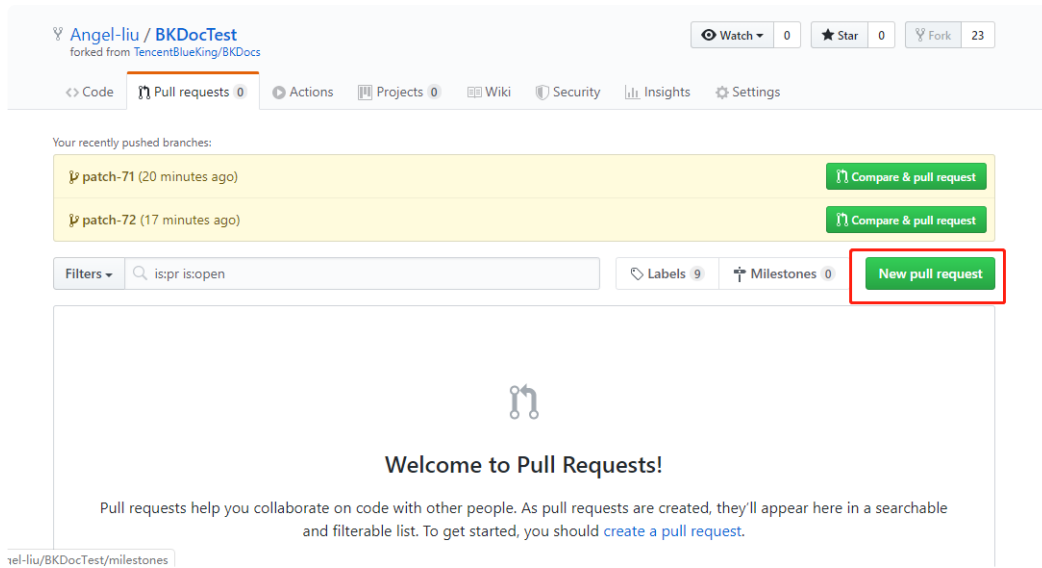 Angel-liu / BKDocTest
forked from TencentBlueKing/BKDocs
Watch 0 Star 0 Fork 23
Code Pull requests 0 Actions Projects 0 Wiki Security Insights Settings
Your recently pushed branches:
patch-71 (20 minutes ago) Compare & pull request
patch-72 (17 minutes ago) Compare & pull request
Filters is:pr is:open Labels 9 Milestones 0 New pull request
Welcome to Pull Requests!
Pull requests help you collaborate on code with other people. As pull requests are created, they'll appear here in a searchable
and filterable list. To get started, you should create a pull request.
nel-liu/BKDocTest/milestones